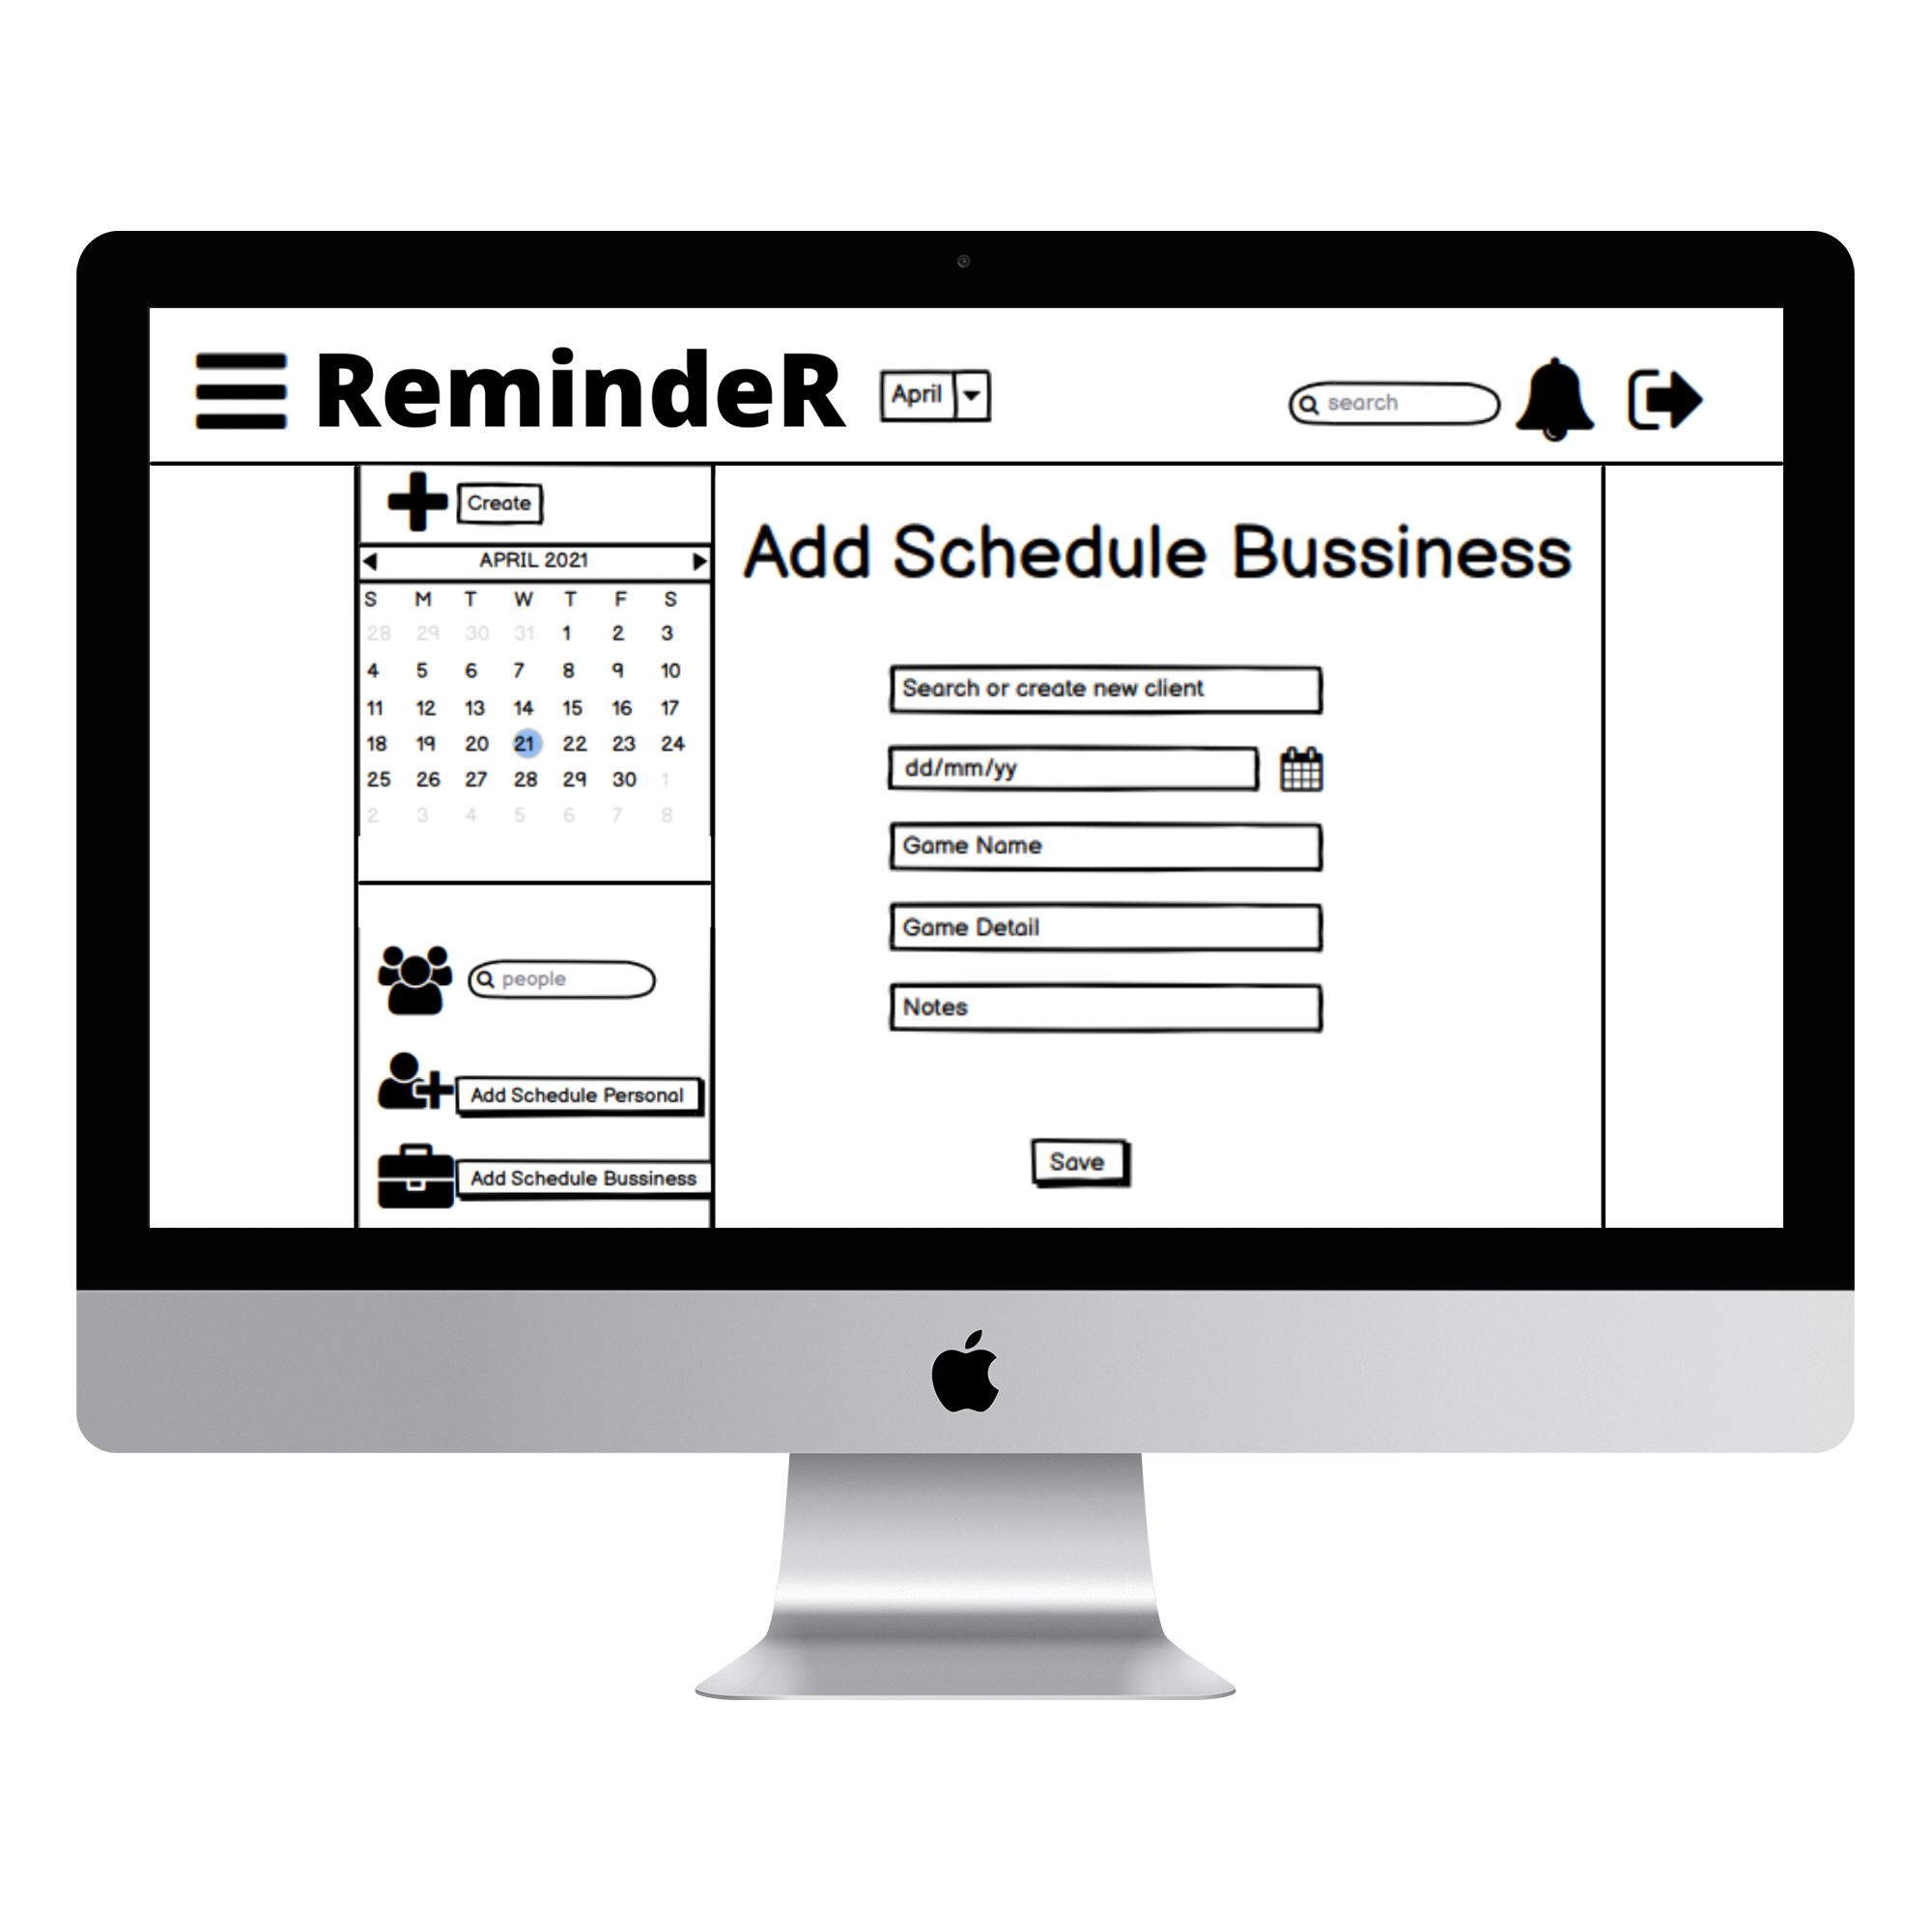 RemindeR
April
search
Create
APRIL 2021
S M T W T F S
28 29 30 31 1 2 3
4 5 6 7 8 9 10
11 12 13 14 15 16 17
18 19 20 21 22 23 24
25 26 27 28 29 30 1
2 3 4 5 6 7 8
people
Add Schedule Personal
Add Schedule Bussiness
Add Schedule Bussiness
Search or create new client
dd/mm/yy
Game Name
Game Detail
Notes
Save